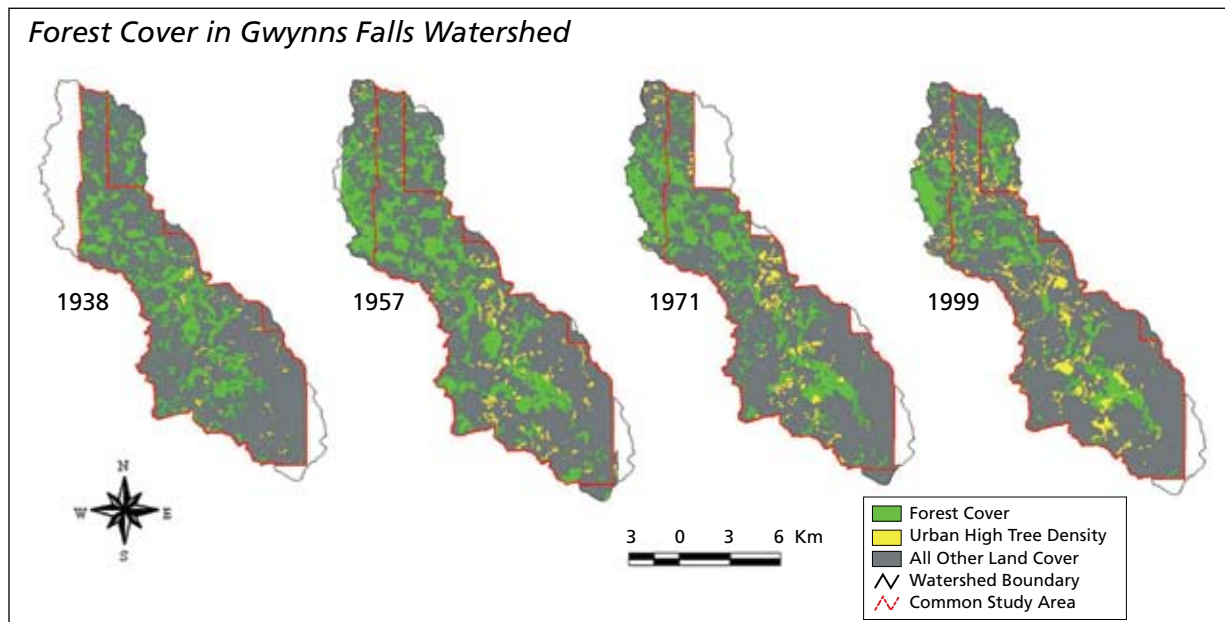 Forest Cover in Gwynns Falls Watershed
1938
1957
1971
1999
N
W E
S
3 0 3 6 Km
Forest Cover
Urban High Tree Density
All Other Land Cover
Watershed Boundary
Common Study Area